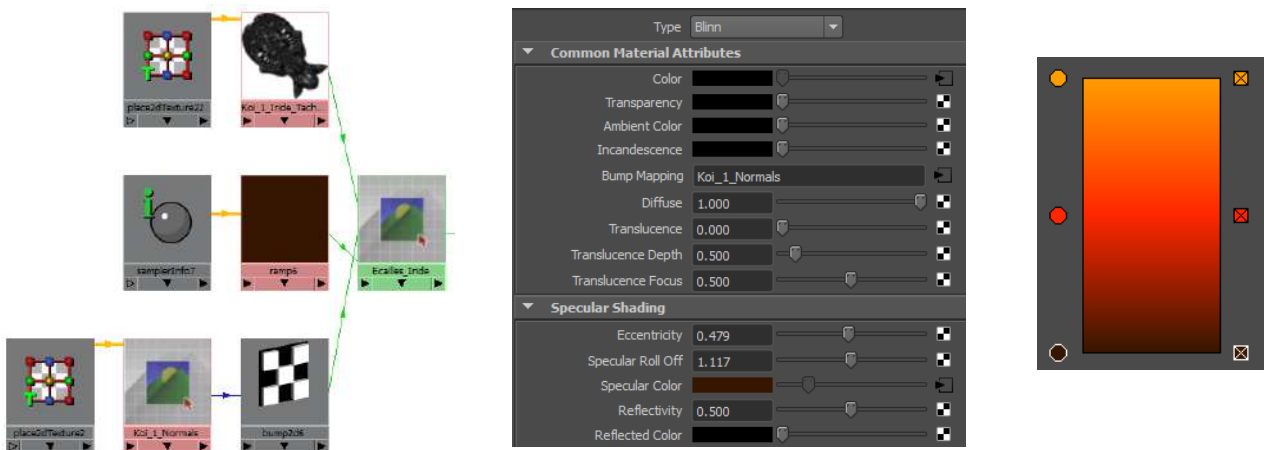 place2dTexture22
Koi_1_Iride_Tach...
samplerInfo7
ramp6
Ecailles_Iride
place2dTexture2
Koi_1_Normals
bump2d6
Type Blinn
Common Material Attributes
Color
Transparency
Ambient Color
Incandescence
Bump Mapping Koi_1_Normals
Diffuse 1.000
Translucence 0.000
Translucence Depth 0.500
Translucence Focus 0.500
Specular Shading
Eccentricity 0.479
Specular Roll Off 1.117
Specular Color
Reflectivity 0.500
Reflected Color